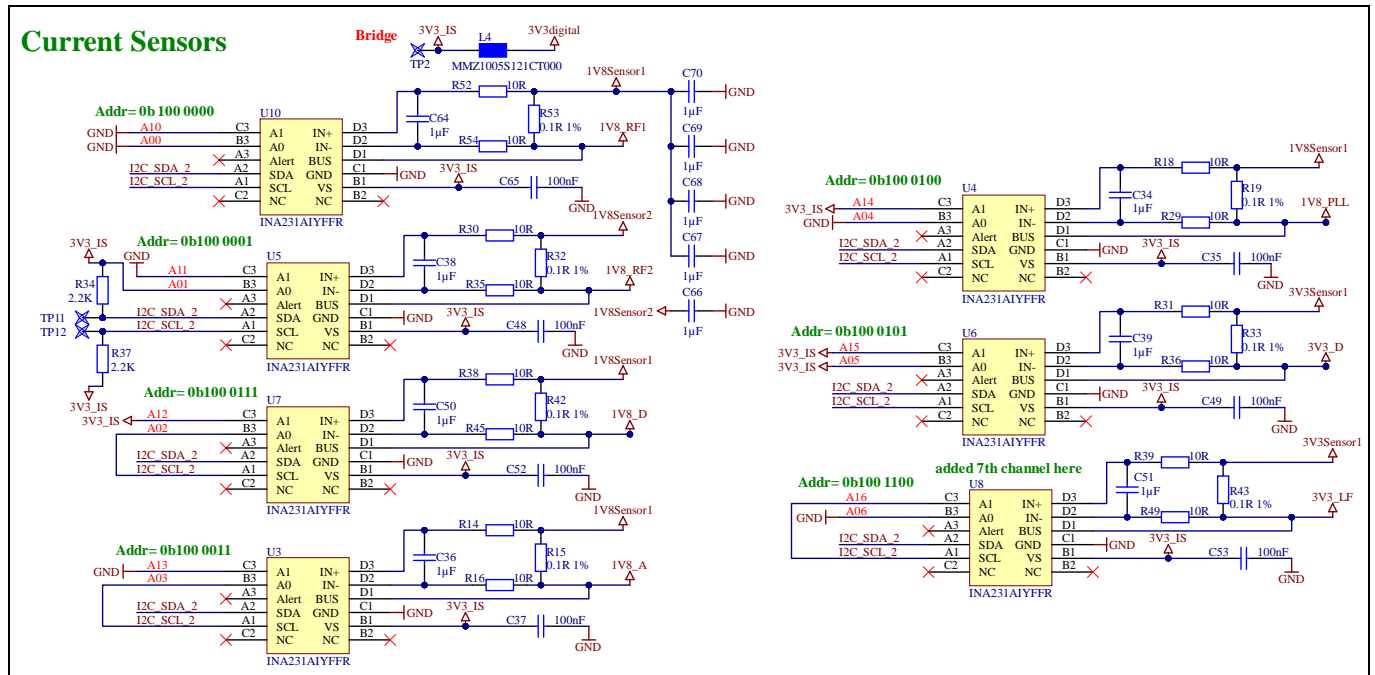 Current Sensors
Bridge
3V3_IS
L4
3V3digital
TP2
MMZ1005S121CT000
Addr= 0b 100 0000
U10
GND
A10
C3
A1
IN+
D3
GND
A00
B3
A0
IN-
D2
A3
Alert
BUS
D1
I2C_SDA_2
A2
SDA
GND
C1
GND
I2C_SCL_2
A1
SCL
VS
B1
C2
NC
NC
B2
INA231AIYFFR
R52
10R
1V8Sensor1
C64
1µF
R53
0.1R 1%
R54
10R
1V8_RF1
3V3_IS
C65
100nF
GND
C70
1µF
GND
C69
1µF
GND
C68
1µF
GND
C67
1µF
GND
C66
1V8Sensor2
1µF
GND
Addr= 0b100 0001
3V3_IS
GND
U5
R34
2.2K
A11
C3
A1
IN+
D3
A01
B3
A0
IN-
D2
A3
Alert
BUS
D1
TP11
I2C_SDA_2
A2
SDA
GND
C1
GND
TP12
I2C_SCL_2
A1
SCL
VS
B1
C2
NC
NC
B2
INA231AIYFFR
R37
2.2K
3V3_IS
R30
10R
1V8Sensor2
C38
1µF
R32
0.1R 1%
R35
10R
1V8_RF2
3V3_IS
C48
100nF
GND
Addr= 0b100 0111
U7
3V3_IS
A12
C3
A1
IN+
D3
A02
B3
A0
IN-
D2
A3
Alert
BUS
D1
I2C_SDA_2
A2
SDA
GND
C1
GND
I2C_SCL_2
A1
SCL
VS
B1
C2
NC
NC
B2
INA231AIYFFR
R38
10R
1V8Sensor1
C50
1µF
R42
0.1R 1%
R45
10R
1V8_D
3V3_IS
C52
100nF
GND
Addr= 0b100 0011
U3
GND
A13
C3
A1
IN+
D3
A03
B3
A0
IN-
D2
A3
Alert
BUS
D1
I2C_SDA_2
A2
SDA
GND
C1
GND
I2C_SCL_2
A1
SCL
VS
B1
C2
NC
NC
B2
INA231AIYFFR
R14
10R
1V8Sensor1
C36
1µF
R15
0.1R 1%
R16
10R
1V8_A
3V3_IS
C37
100nF
GND
Addr= 0b100 0100
U4
3V3_IS
A14
C3
A1
IN+
D3
GND
A04
B3
A0
IN-
D2
A3
Alert
BUS
D1
I2C_SDA_2
A2
SDA
GND
C1
GND
I2C_SCL_2
A1
SCL
VS
B1
C2
NC
NC
B2
INA231AIYFFR
R18
10R
1V8Sensor1
C34
1µF
R19
0.1R 1%
R29
10R
1V8_PLL
3V3_IS
C35
100nF
GND
Addr= 0b100 0101
U6
3V3_IS
A15
C3
A1
IN+
D3
3V3_IS
A05
B3
A0
IN-
D2
A3
Alert
BUS
D1
I2C_SDA_2
A2
SDA
GND
C1
GND
I2C_SCL_2
A1
SCL
VS
B1
C2
NC
NC
B2
INA231AIYFFR
R31
10R
3V3Sensor1
C39
1µF
R33
0.1R 1%
R36
10R
3V3_D
3V3_IS
C49
100nF
GND
added 7th channel here
Addr= 0b100 1100
U8
A16
C3
A1
IN+
D3
GND
A06
B3
A0
IN-
D2
A3
Alert
BUS
D1
I2C_SDA_2
A2
SDA
GND
C1
GND
I2C_SCL_2
A1
SCL
VS
B1
C2
NC
NC
B2
INA231AIYFFR
R39
10R
3V3Sensor1
C51
1µF
R43
0.1R 1%
R49
10R
3V3_LF
3V3_IS
C53
100nF
GND